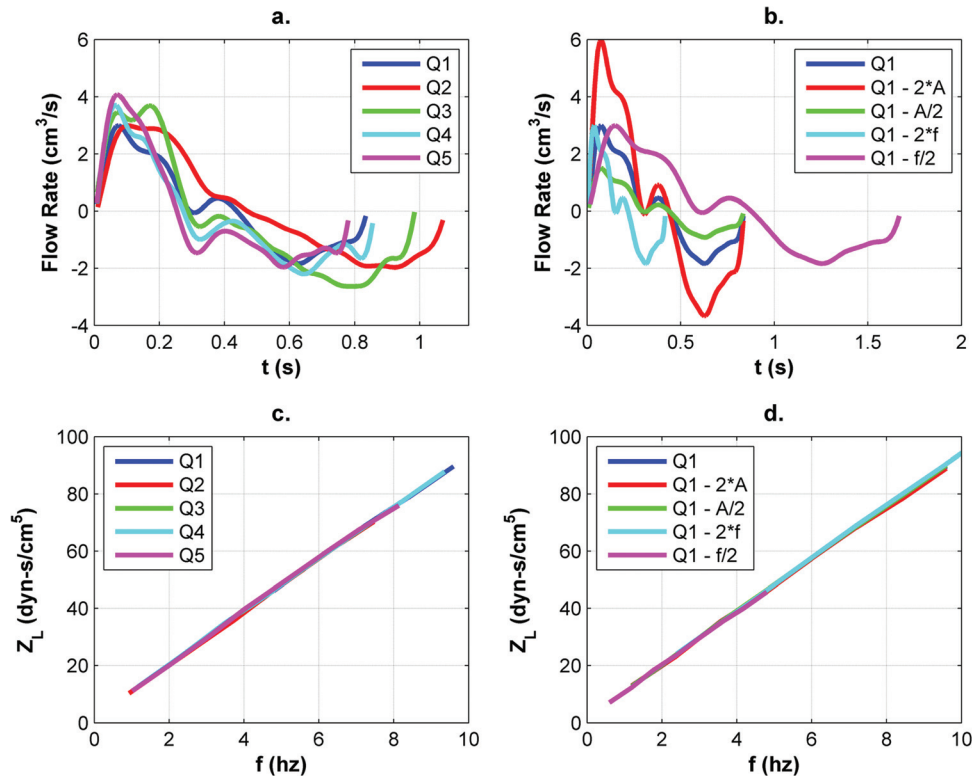 a.
6
4
2
0
-2
-4
Flow Rate (cm³/s)
0 0.2 0.4 0.6 0.8 1
t (s)
Q1
Q2
Q3
Q4
Q5
b.
6
4
2
0
-2
-4
Flow Rate (cm³/s)
0 0.5 1 1.5 2
t (s)
Q1
Q1 - 2*A
Q1 - A/2
Q1 - 2*f
Q1 - f/2
c.
100
80
60
40
20
0
Z_L (dyn-s/cm⁵)
0 2 4 6 8 10
f (hz)
Q1
Q2
Q3
Q4
Q5
d.
100
80
60
40
20
0
Z_L (dyn-s/cm⁵)
0 2 4 6 8 10
f (hz)
Q1
Q1 - 2*A
Q1 - A/2
Q1 - 2*f
Q1 - f/2